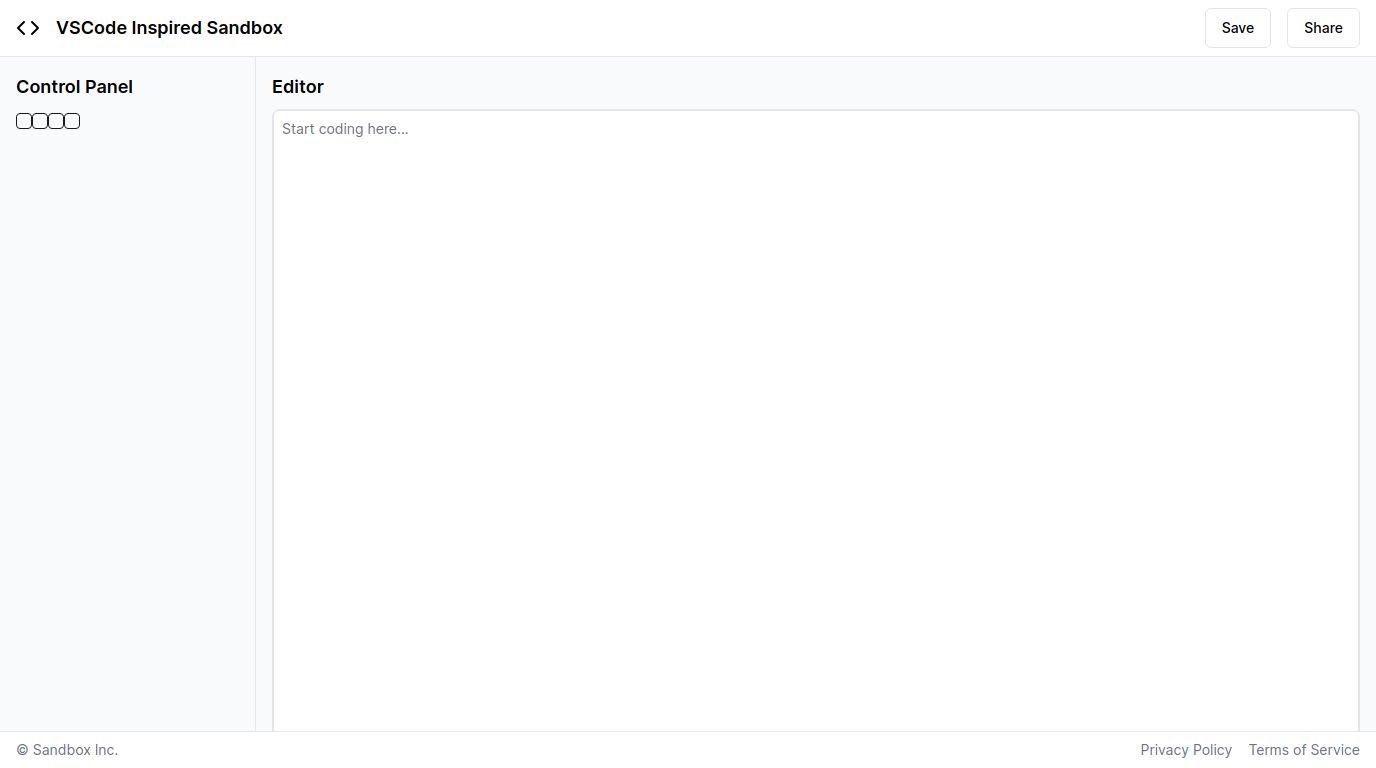 VSCode Inspired Sandbox
Save
Share
Control Panel
Editor
Start coding here...
© Sandbox Inc.
Privacy Policy
Terms of Service